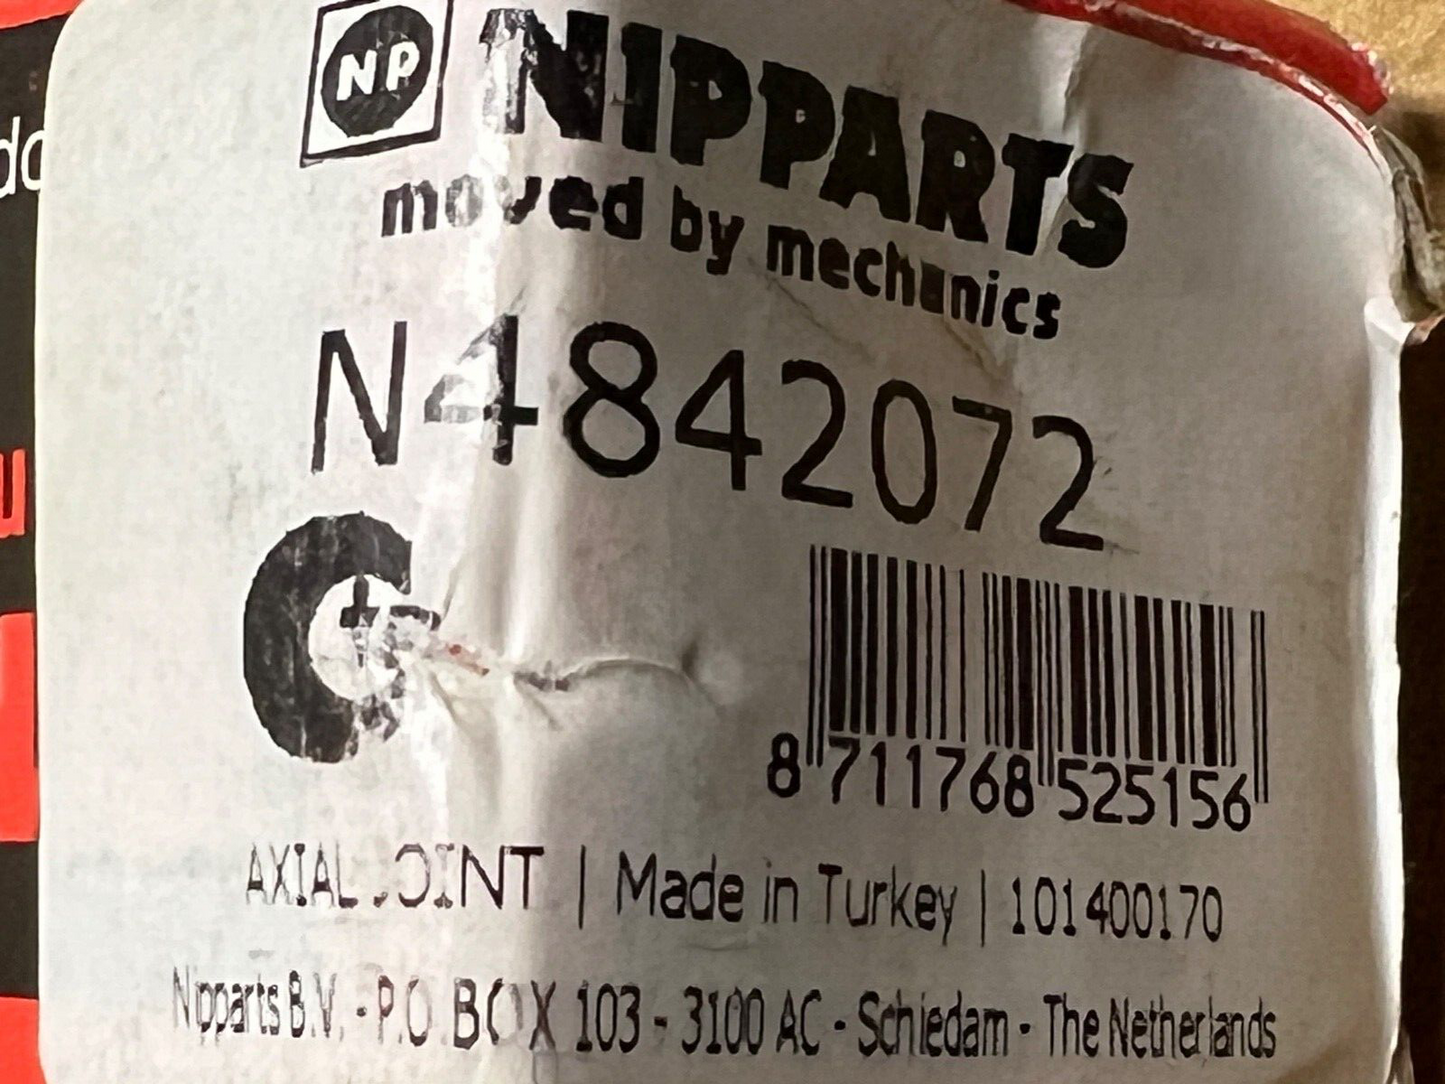 NP NIPPARTS
moved by mechanics
N4842072
8 711768 525156
AXIAL JOINT | Made in Turkey | 101400170
Nipparts B.V. - P.O. BOX 103 - 3100 AC - Schiedam - The Netherlands